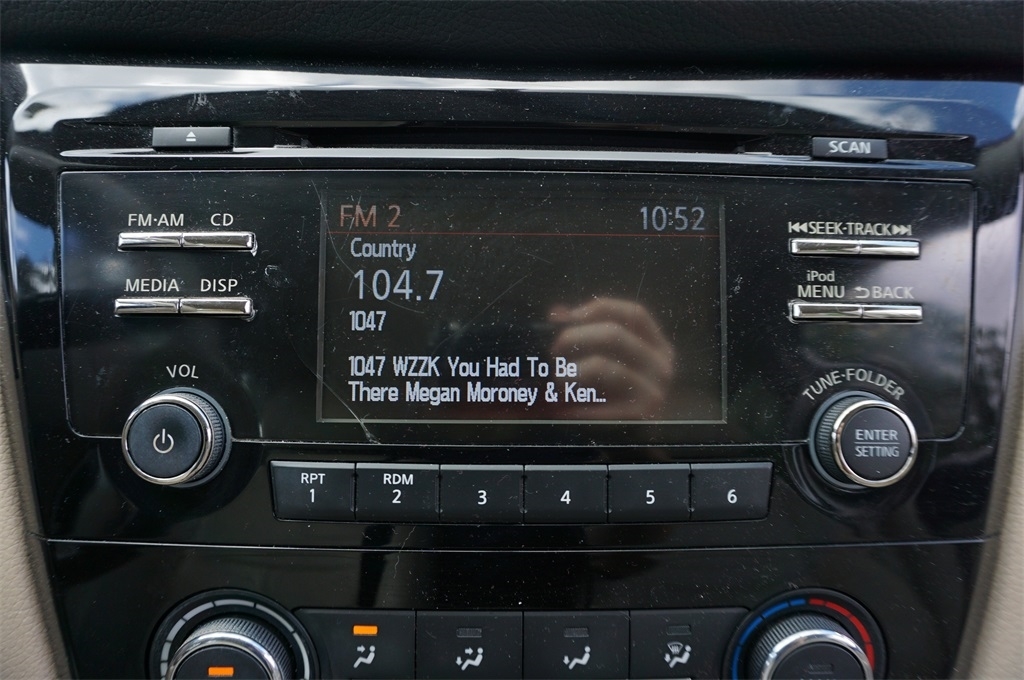 SCAN
FM·AM CD
MEDIA DISP
VOL
FM 2 10:52
Country
104.7
1047
1047 WZZK You Had To Be
There Megan Moroney & Ken...
SEEK·TRACK
iPod
MENU BACK
TUNE·FOLDER
ENTER
SETTING
RPT
1
RDM
2
3
4
5
6